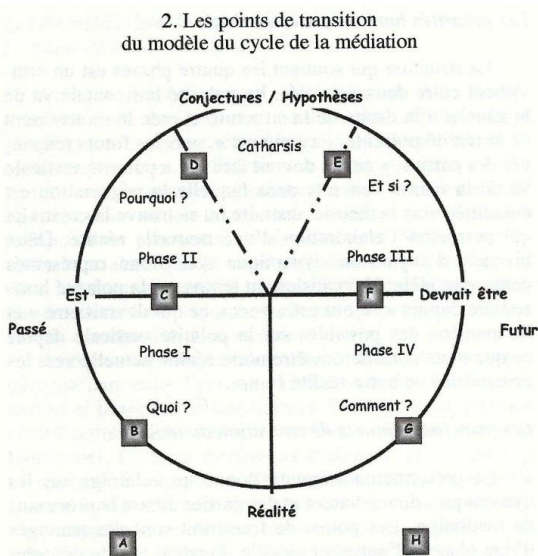 2. Les points de transition
du modèle du cycle de la médiation
Conjectures / Hypothèses
Catharsis
D
E
Pourquoi ?
Et si ?
Phase II
Phase III
Est
C
F
Devrait être
Passé
Futur
Phase I
Phase IV
Quoi ?
Comment ?
B
G
Réalité
A
H